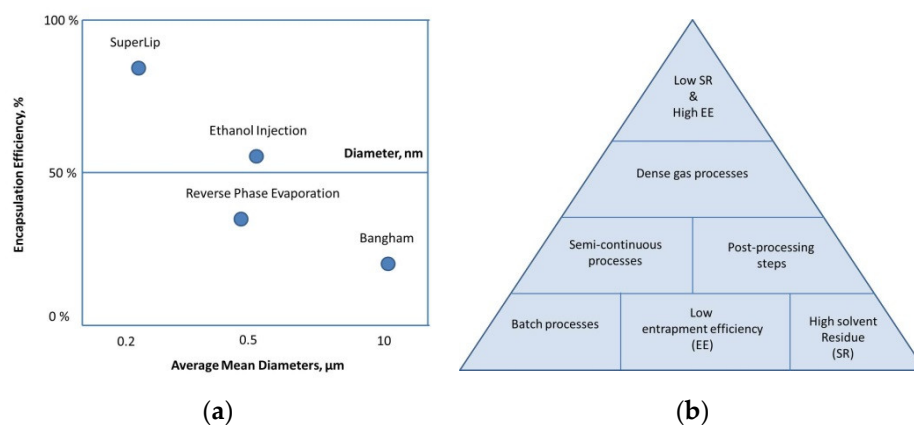 100 %
SuperLip
Ethanol Injection
Diameter, nm
50 %
Reverse Phase Evaporation
Bangham
0 %
0.2
0.5
10
Encapsulation Efficiency, %
Average Mean Diameters, µm
(a)
Low SR
&
High EE
Dense gas processes
Semi-continuous
processes
Post-processing
steps
Batch processes
Low
entrapment efficiency
(EE)
High solvent
Residue
(SR)
(b)